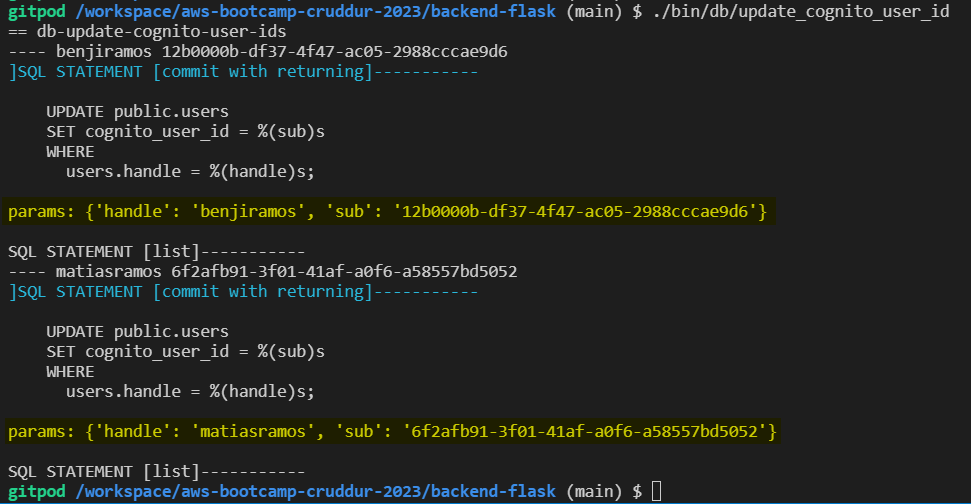 gitpod /workspace/aws-bootcamp-cruddur-2023/backend-flask (main) $ ./bin/db/update_cognito_user_id
== db-update-cognito-user-ids
---- benjiramos 12b0000b-df37-4f47-ac05-2988cccae9d6
]SQL STATEMENT [commit with returning]-----------
UPDATE public.users
SET cognito_user_id = %(sub)s
WHERE
users.handle = %(handle)s;
params: {'handle': 'benjiramos', 'sub': '12b0000b-df37-4f47-ac05-2988cccae9d6'}
SQL STATEMENT [list]-----------
---- matiasramos 6f2afb91-3f01-41af-a0f6-a58557bd5052
]SQL STATEMENT [commit with returning]-----------
UPDATE public.users
SET cognito_user_id = %(sub)s
WHERE
users.handle = %(handle)s;
params: {'handle': 'matiasramos', 'sub': '6f2afb91-3f01-41af-a0f6-a58557bd5052'}
SQL STATEMENT [list]-----------
gitpod /workspace/aws-bootcamp-cruddur-2023/backend-flask (main) $